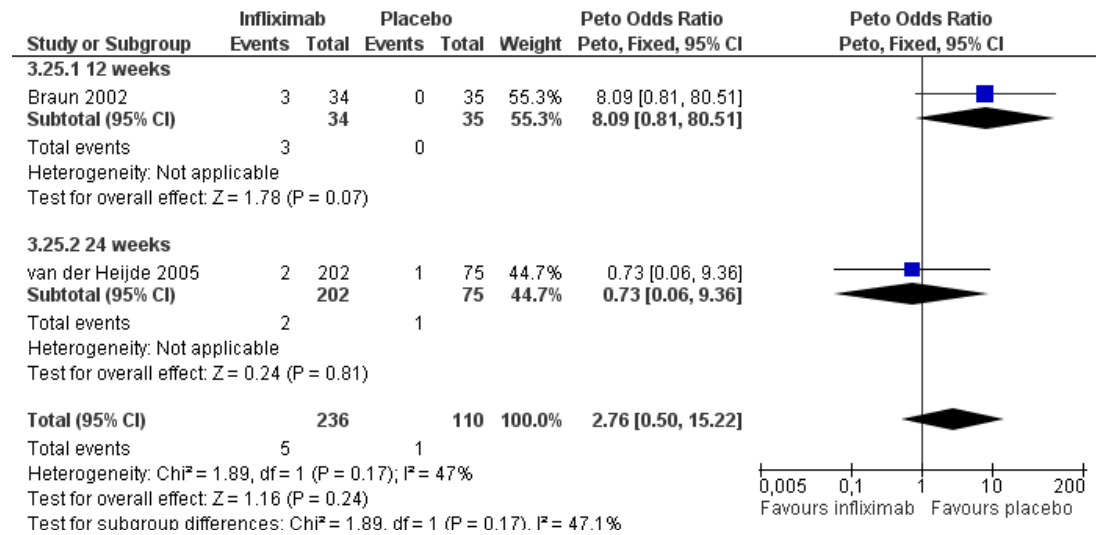 Infliximab Placebo Peto Odds Ratio Peto Odds Ratio
Study or Subgroup Events Total Events Total Weight Peto, Fixed, 95% CI Peto, Fixed, 95% CI
3.25.1 12 weeks
Braun 2002 3 34 0 35 55.3% 8.09 [0.81, 80.51]
Subtotal (95% CI) 34 35 55.3% 8.09 [0.81, 80.51]
Total events 3 0
Heterogeneity: Not applicable
Test for overall effect: Z = 1.78 (P = 0.07)
3.25.2 24 weeks
van der Heijde 2005 2 202 1 75 44.7% 0.73 [0.06, 9.36]
Subtotal (95% CI) 202 75 44.7% 0.73 [0.06, 9.36]
Total events 2 1
Heterogeneity: Not applicable
Test for overall effect: Z = 0.24 (P = 0.81)
Total (95% CI) 236 110 100.0% 2.76 [0.50, 15.22]
Total events 5 1
Heterogeneity: Chi² = 1.89, df = 1 (P = 0.17); I² = 47%
Test for overall effect: Z = 1.16 (P = 0.24)
Test for subgroup differences: Chi² = 1.89, df = 1 (P = 0.17), I² = 47.1%
0,005 0,1 1 10 200
Favours infliximab Favours placebo